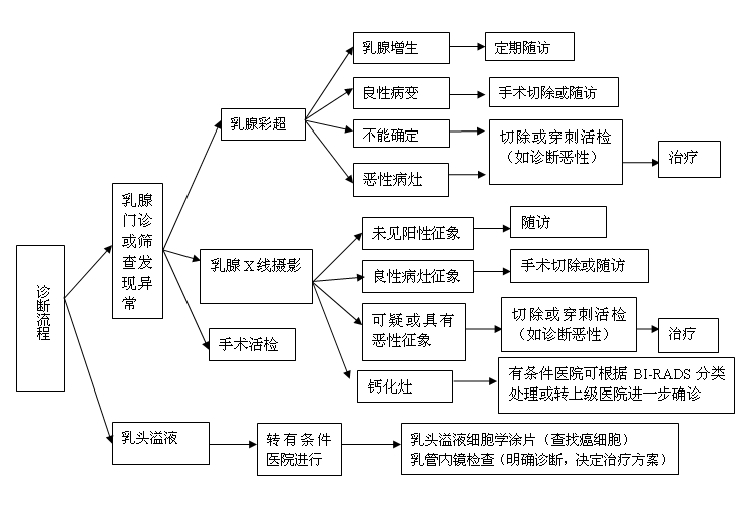 诊断流程
乳腺
门诊
或筛
查发
现异
常
乳腺彩超
乳腺增生
定期随访
良性病变
手术切除或随访
不能确定
恶性病灶
切除或穿刺活检
（如诊断恶性）
治疗
乳腺 X 线摄影
未见阳性征象
随访
良性病灶征象
手术切除或随访
可疑或具有
恶性征象
切除或穿刺活检
（如诊断恶性）
治疗
钙化灶
有条件医院可根据 BI-RADS 分类
处理或转上级医院进一步确诊
手术活检
乳头溢液
转有条件
医院进行
乳头溢液细胞学涂片（查找癌细胞）
乳管内镜检查（明确诊断，决定治疗方案）